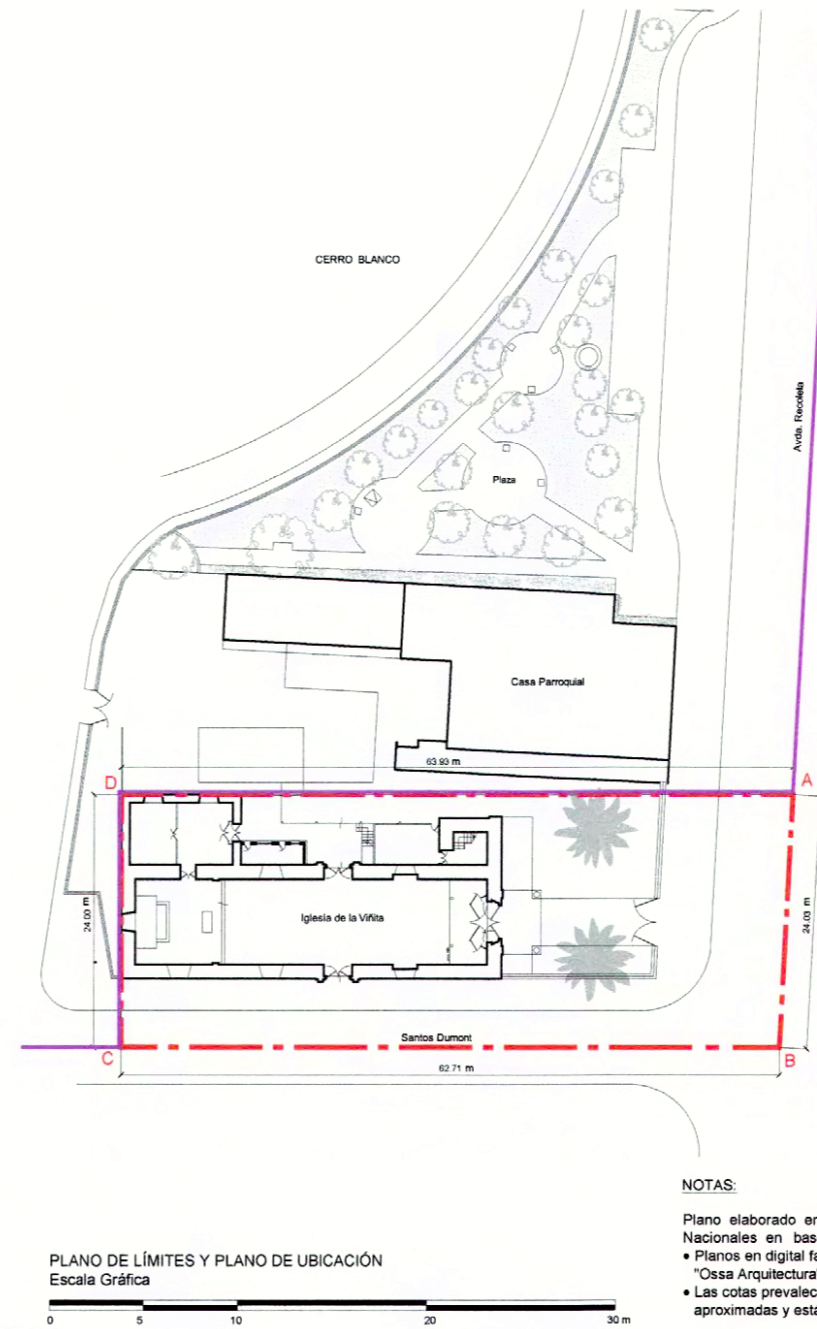 CERRO BLANCO
Avda. Recoleta
Plaza
Casa Parroquial
63.93 m
D
A
24.00 m
Iglesia de la Viñita
24.03 m
Santos Dumont
C
B
62.71 m
NOTAS:
Plano elaborado en
Nacionales en bas
• Planos en digital fa
"Ossa Arquitectura
• Las cotas prevalec
aproximadas y esta
PLANO DE LÍMITES Y PLANO DE UBICACIÓN
Escala Gráfica
0 5 10 20 30 m